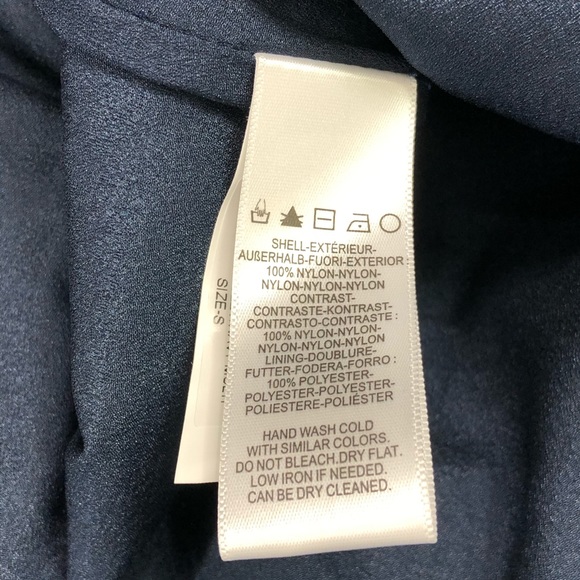 SHELL-EXTÉRIEUR-
AUßERHALB-FUORI-EXTERIOR
100% NYLON-NYLON-
NYLON-NYLON-NYLON
CONTRAST-
CONTRASTE-KONTRAST-
CONTRASTO-CONTRASTE :
100% NYLON-NYLON-
NYLON-NYLON-NYLON
LINING-DOUBLURE-
FUTTER-FODERA-FORRO :
100% POLYESTER-
POLYESTER-POLYESTER-
POLIESTERE-POLIÉSTER
HAND WASH COLD
WITH SIMILAR COLORS.
DO NOT BLEACH.DRY FLAT.
LOW IRON IF NEEDED.
CAN BE DRY CLEANED.
SIZE-S